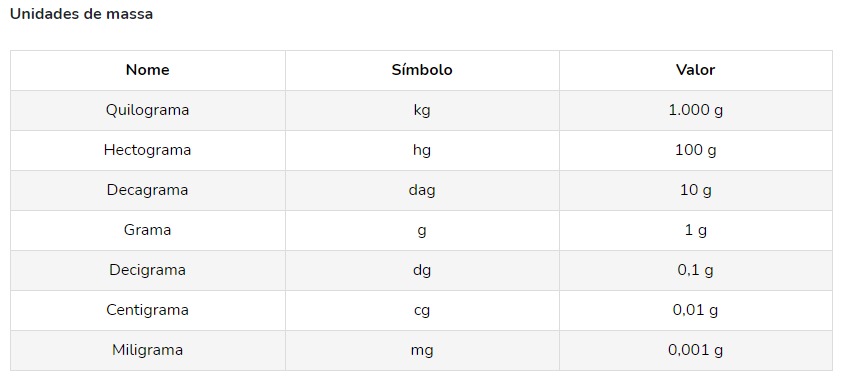 Unidades de massa
Nome Símbolo Valor
Quilograma kg 1.000 g
Hectograma hg 100 g
Decagrama dag 10 g
Grama g 1 g
Decigrama dg 0,1 g
Centigrama cg 0,01 g
Miligrama mg 0,001 g